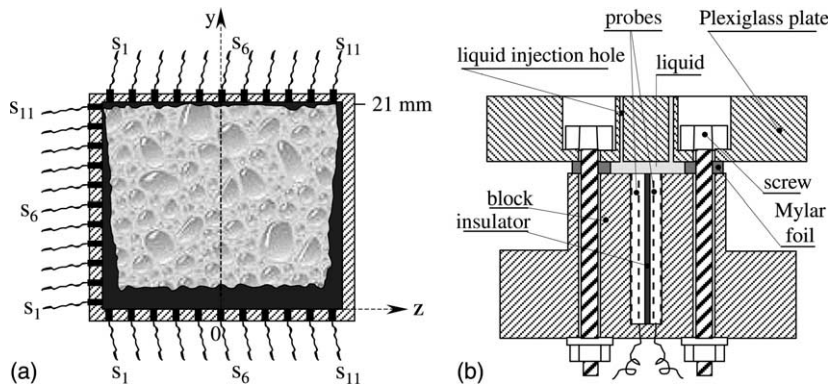 y
s1
s6
s11
s11
21 mm
s6
s1
z
0
s1
s6
s11
(a)
probes
Plexiglass plate
liquid injection hole
liquid
block
insulator
screw
Mylar
foil
(b)